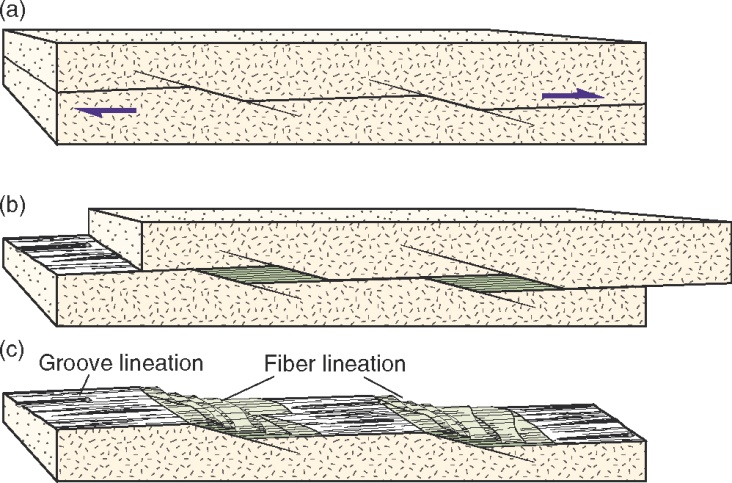 (a)
(b)
(c)
Groove lineation
Fiber lineation